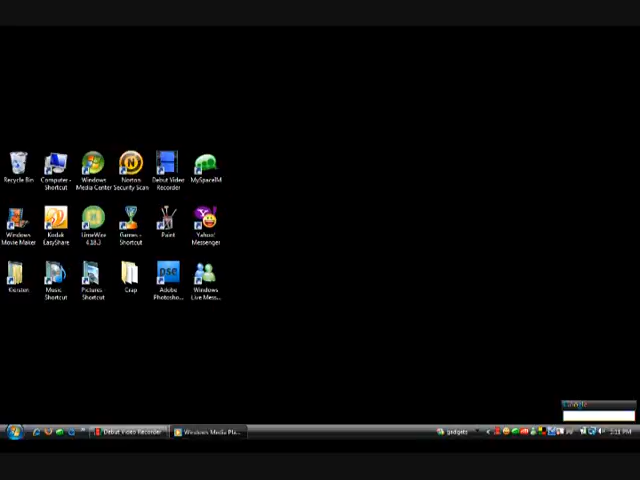 Recycle Bin
Computer - Shortcut
Windows Media Center
Norton Security Scan
Debut Video Recorder
MySpaceIM
Windows Movie Maker
Kodak EasyShare
LimeWire 4.18.3
Games - Shortcut
Paint
Yahoo! Messenger
Music Shortcut
Pictures Shortcut
Crap
Adobe Photosho...
Windows Live Mess...
Google
Debut Video Recorder
Windows Media Pla...
gadgets